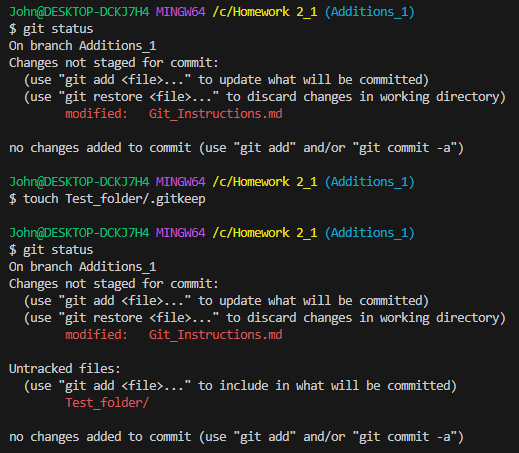 John@DESKTOP-DCKJ7H4 MINGW64 /c/Homework 2_1 (Additions_1)
$ git status
On branch Additions_1
Changes not staged for commit:
  (use "git add <file>..." to update what will be committed)
  (use "git restore <file>..." to discard changes in working directory)
        modified:   Git_Instructions.md

no changes added to commit (use "git add" and/or "git commit -a")

John@DESKTOP-DCKJ7H4 MINGW64 /c/Homework 2_1 (Additions_1)
$ touch Test_folder/.gitkeep

John@DESKTOP-DCKJ7H4 MINGW64 /c/Homework 2_1 (Additions_1)
$ git status
On branch Additions_1
Changes not staged for commit:
  (use "git add <file>..." to update what will be committed)
  (use "git restore <file>..." to discard changes in working directory)
        modified:   Git_Instructions.md

Untracked files:
  (use "git add <file>..." to include in what will be committed)
        Test_folder/

no changes added to commit (use "git add" and/or "git commit -a")